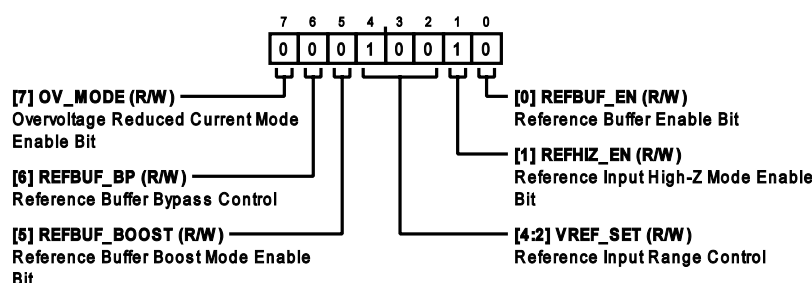 7 6 5 4 3 2 1 0
0 0 0 1 0 0 1 0
[7] OV_MODE (R/W)
Overvoltage Reduced Current Mode
Enable Bit
[6] REFBUF_BP (R/W)
Reference Buffer Bypass Control
[5] REFBUF_BOOST (R/W)
Reference Buffer Boost Mode Enable
Bit
[0] REFBUF_EN (R/W)
Reference Buffer Enable Bit
[1] REFHIZ_EN (R/W)
Reference Input High-Z Mode Enable
Bit
[4:2] VREF_SET (R/W)
Reference Input Range Control